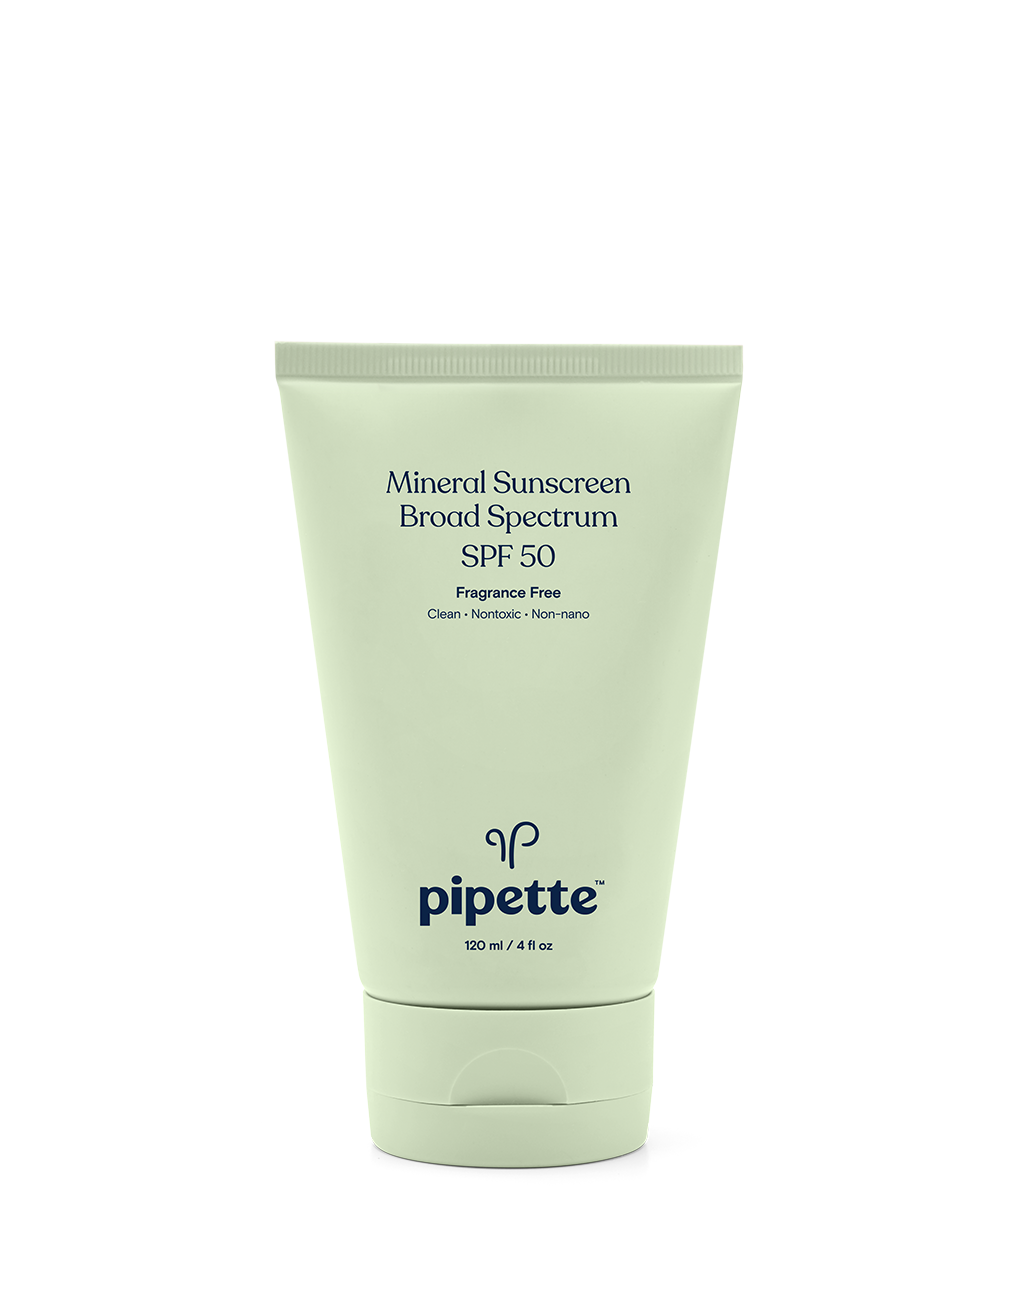 Mineral Sunscreen
Broad Spectrum
SPF 50
Fragrance Free
Clean • Nontoxic • Non-nano
pipette™
120 ml / 4 fl oz